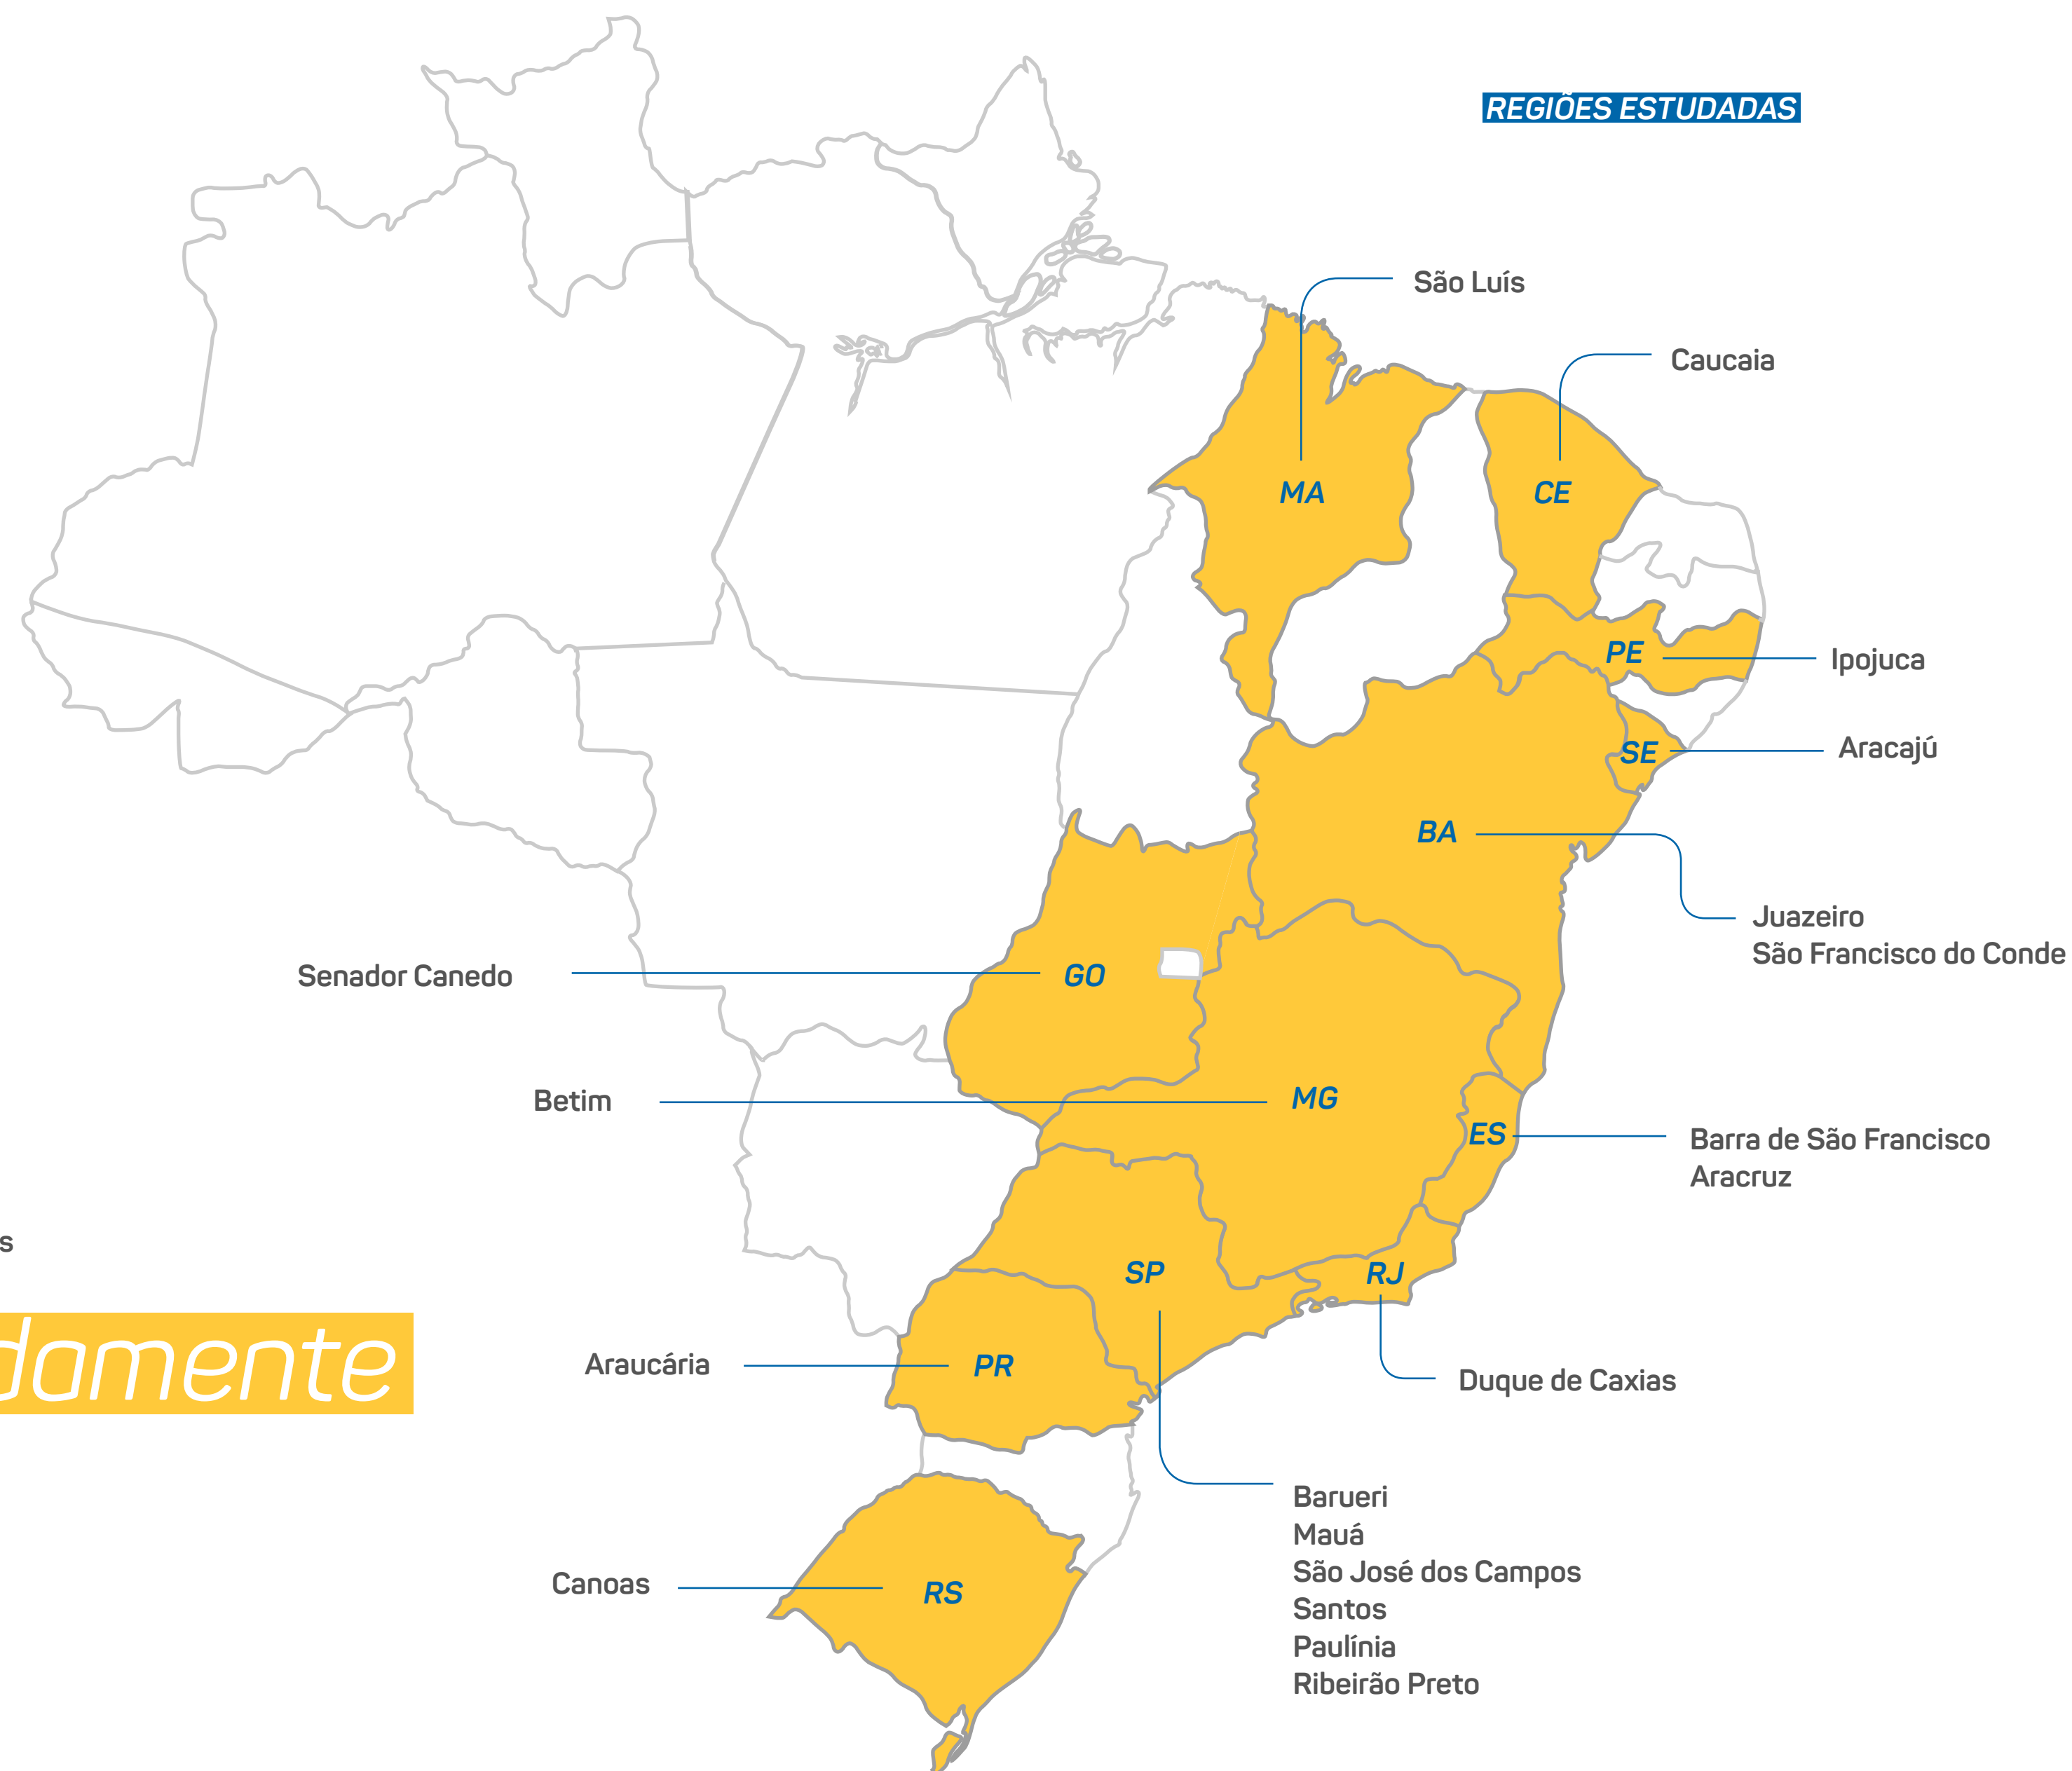 REGIÕES ESTUDADAS
São Luís
Caucaia
MA
CE
PE
Ipojuca
SE
Aracajú
BA
Juazeiro
São Francisco do Conde
Senador Canedo
GO
Betim
MG
ES
Barra de São Francisco
Aracruz
s
SP
RJ
damente
Araucária
PR
Duque de Caxias
Barueri
Mauá
São José dos Campos
Santos
Paulínia
Ribeirão Preto
Canoas
RS